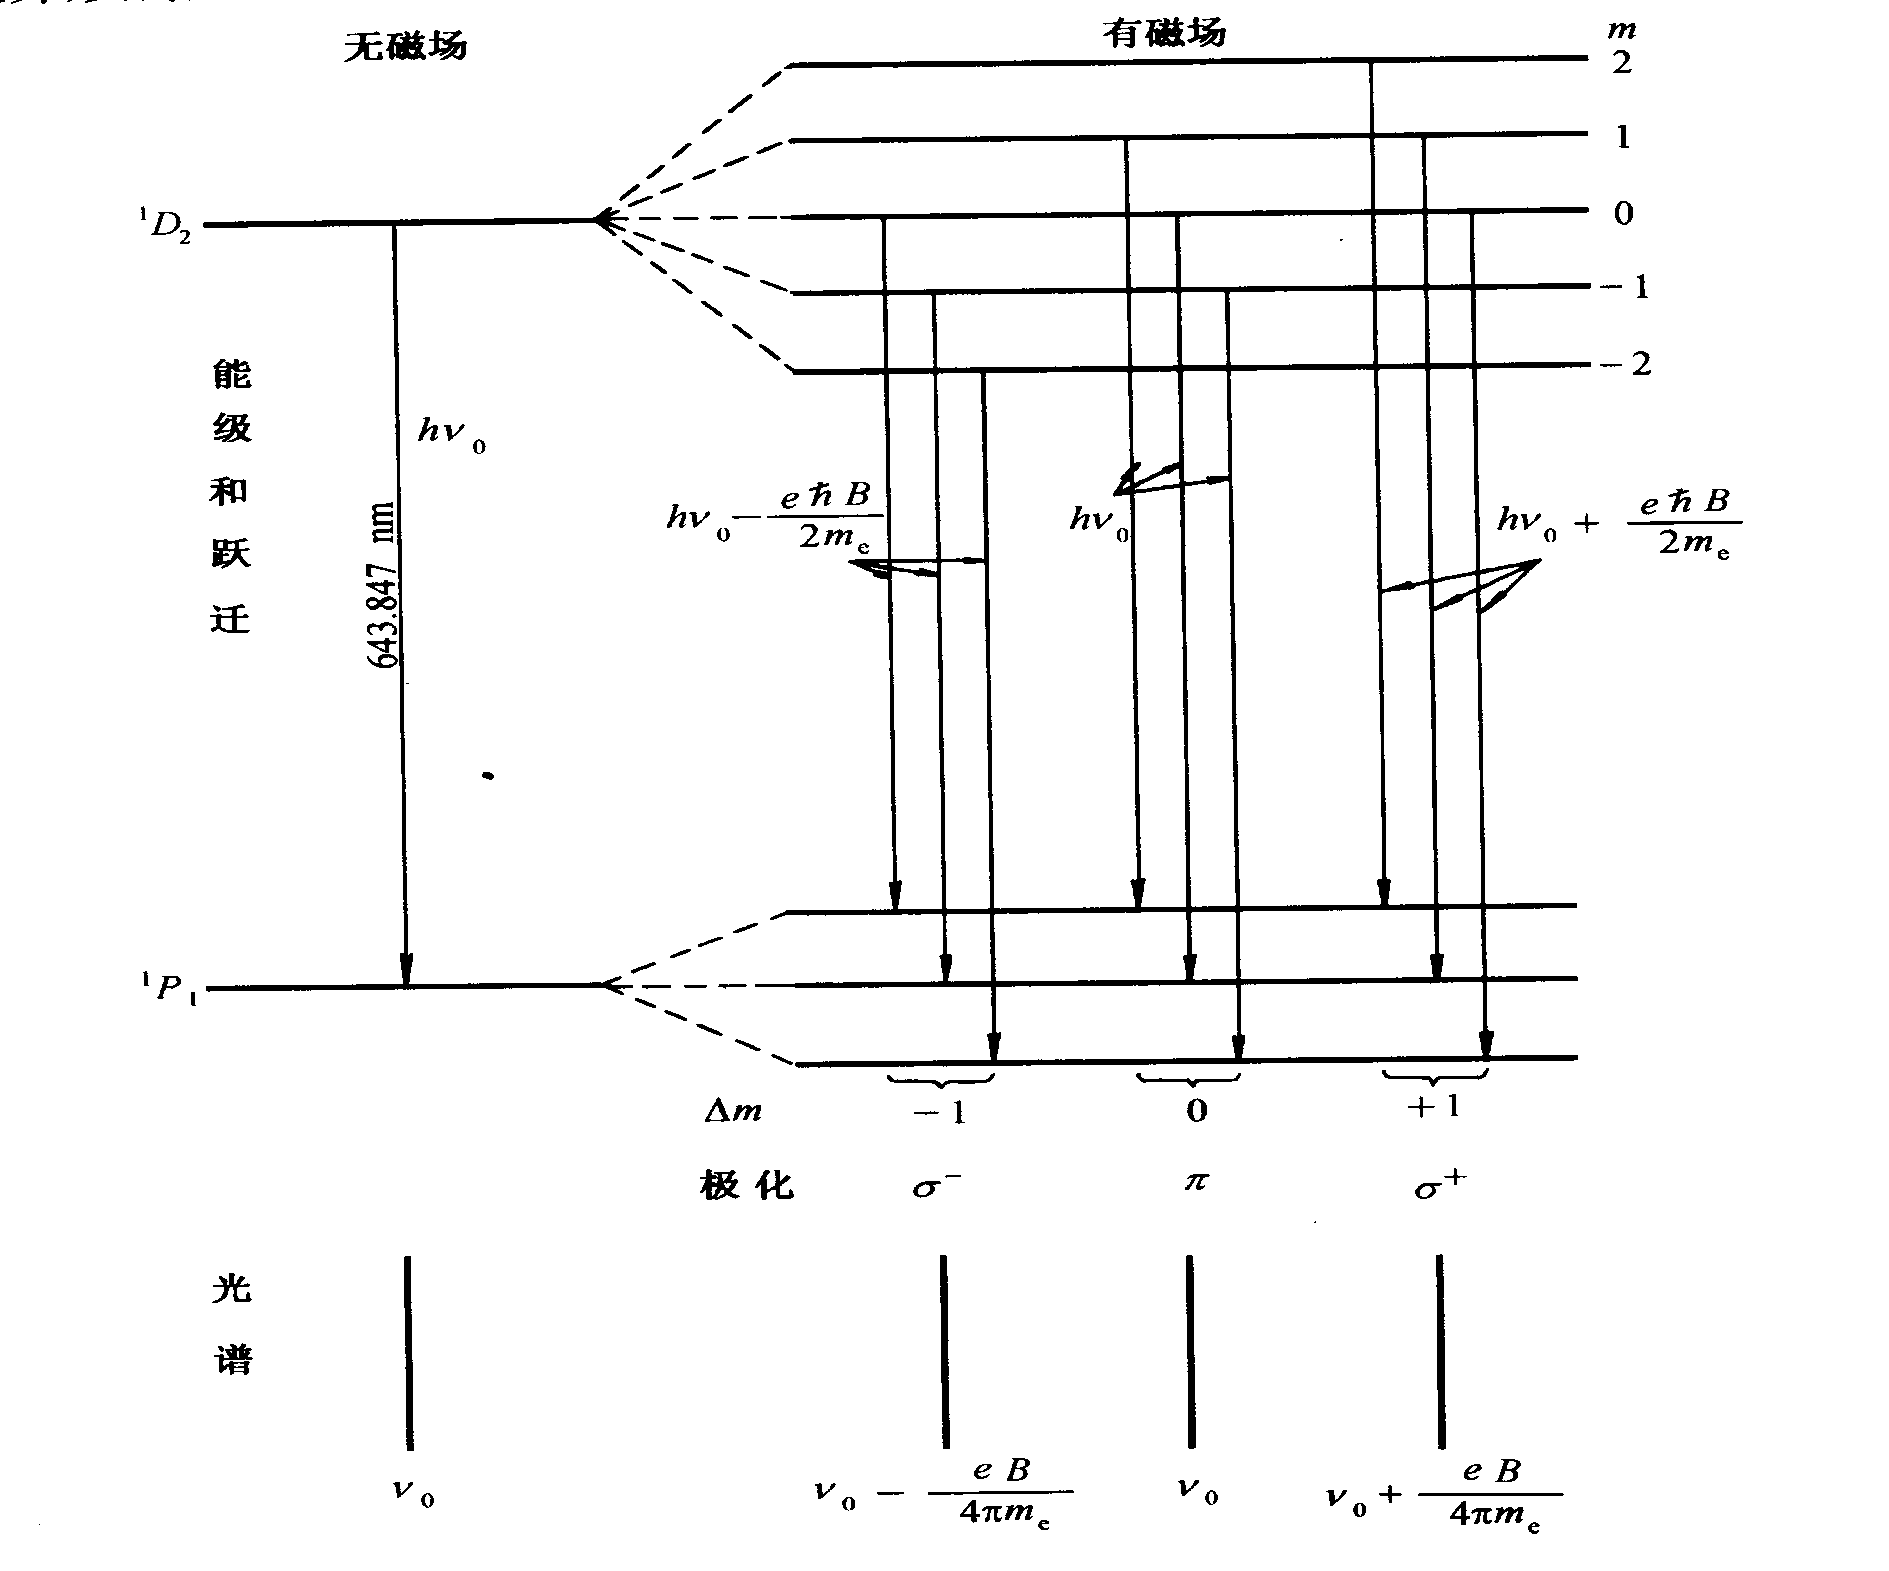 无磁场
有磁场
m
2
1
¹D₂
0
－1
－2
能级和跃迁
hν₀
643.847 nm
hν₀－eℏB/2mₑ
hν₀
hν₀ + eℏB/2mₑ
¹P₁
Δm －1 0 +1
极化 σ⁻ π σ⁺
光谱
ν₀
ν₀ － eB/4πmₑ
ν₀
ν₀ + eB/4πmₑ